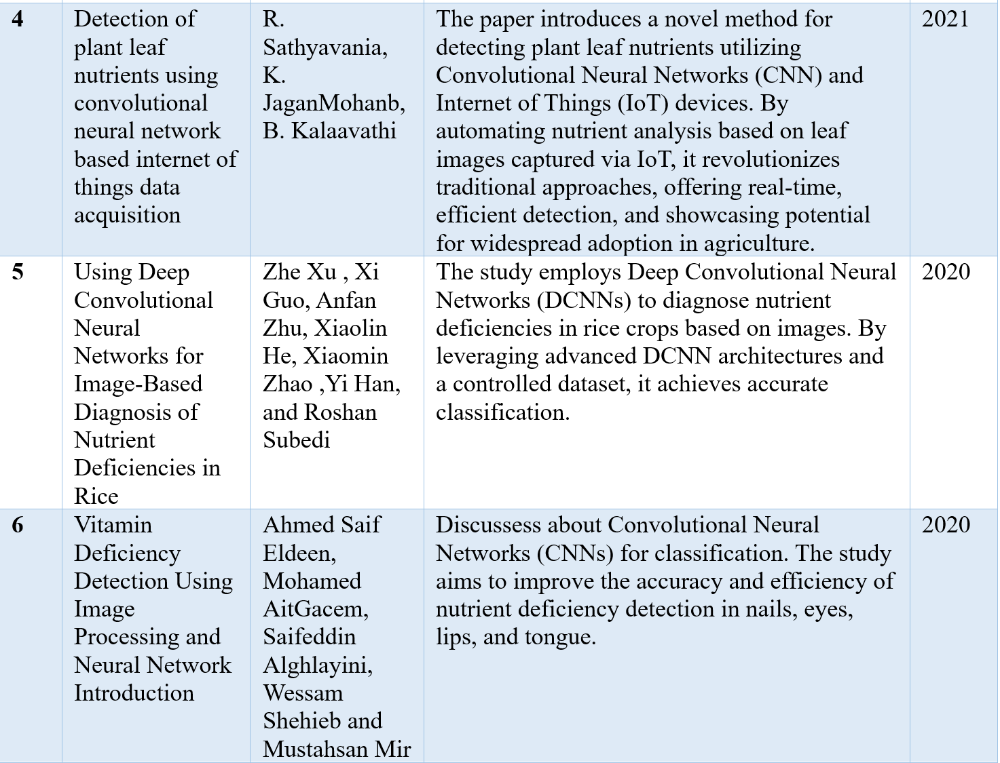 4
Detection of
plant leaf
nutrients using
convolutional
neural network
based internet of
things data
acquisition
R.
Sathyavania,
K.
JaganMohanb,
B. Kalaavathi
The paper introduces a novel method for
detecting plant leaf nutrients utilizing
Convolutional Neural Networks (CNN) and
Internet of Things (IoT) devices. By
automating nutrient analysis based on leaf
images captured via IoT, it revolutionizes
traditional approaches, offering real-time,
efficient detection, and showcasing potential
for widespread adoption in agriculture.
2021
5
Using Deep
Convolutional
Neural
Networks for
Image-Based
Diagnosis of
Nutrient
Deficiencies in
Rice
Zhe Xu , Xi
Guo, Anfan
Zhu, Xiaolin
He, Xiaomin
Zhao ,Yi Han,
and Roshan
Subedi
The study employs Deep Convolutional Neural
Networks (DCNNs) to diagnose nutrient
deficiencies in rice crops based on images. By
leveraging advanced DCNN architectures and
a controlled dataset, it achieves accurate
classification.
2020
6
Vitamin
Deficiency
Detection Using
Image
Processing and
Neural Network
Introduction
Ahmed Saif
Eldeen,
Mohamed
AitGacem,
Saifeddin
Alghlayini,
Wessam
Shehieb and
Mustahsan Mir
Discussess about Convolutional Neural
Networks (CNNs) for classification. The study
aims to improve the accuracy and efficiency of
nutrient deficiency detection in nails, eyes,
lips, and tongue.
2020